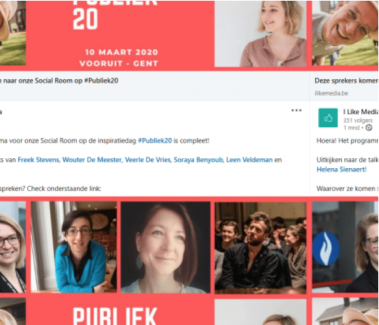 PUBLIEK
20
10 MAART 2020
VOORUIT - GENT
naar onze Social Room op #Publiek20
ma voor onze Social Room op de inspiratiedag #Publiek20 is compleet!
s van Freek Stevens, Wouter De Meester, Veerle De Vries, Soraya Benyoub, Leen Veldeman en
spreken? Check onderstaande link:
Deze sprekers komen
ilikemedia.be
I Like Media
351 volgers
1 mnd •
Hoera! Het programm
Uitkijken naar de talks
Helena Sienaert!
Waarover ze komen s
PUBLIEK